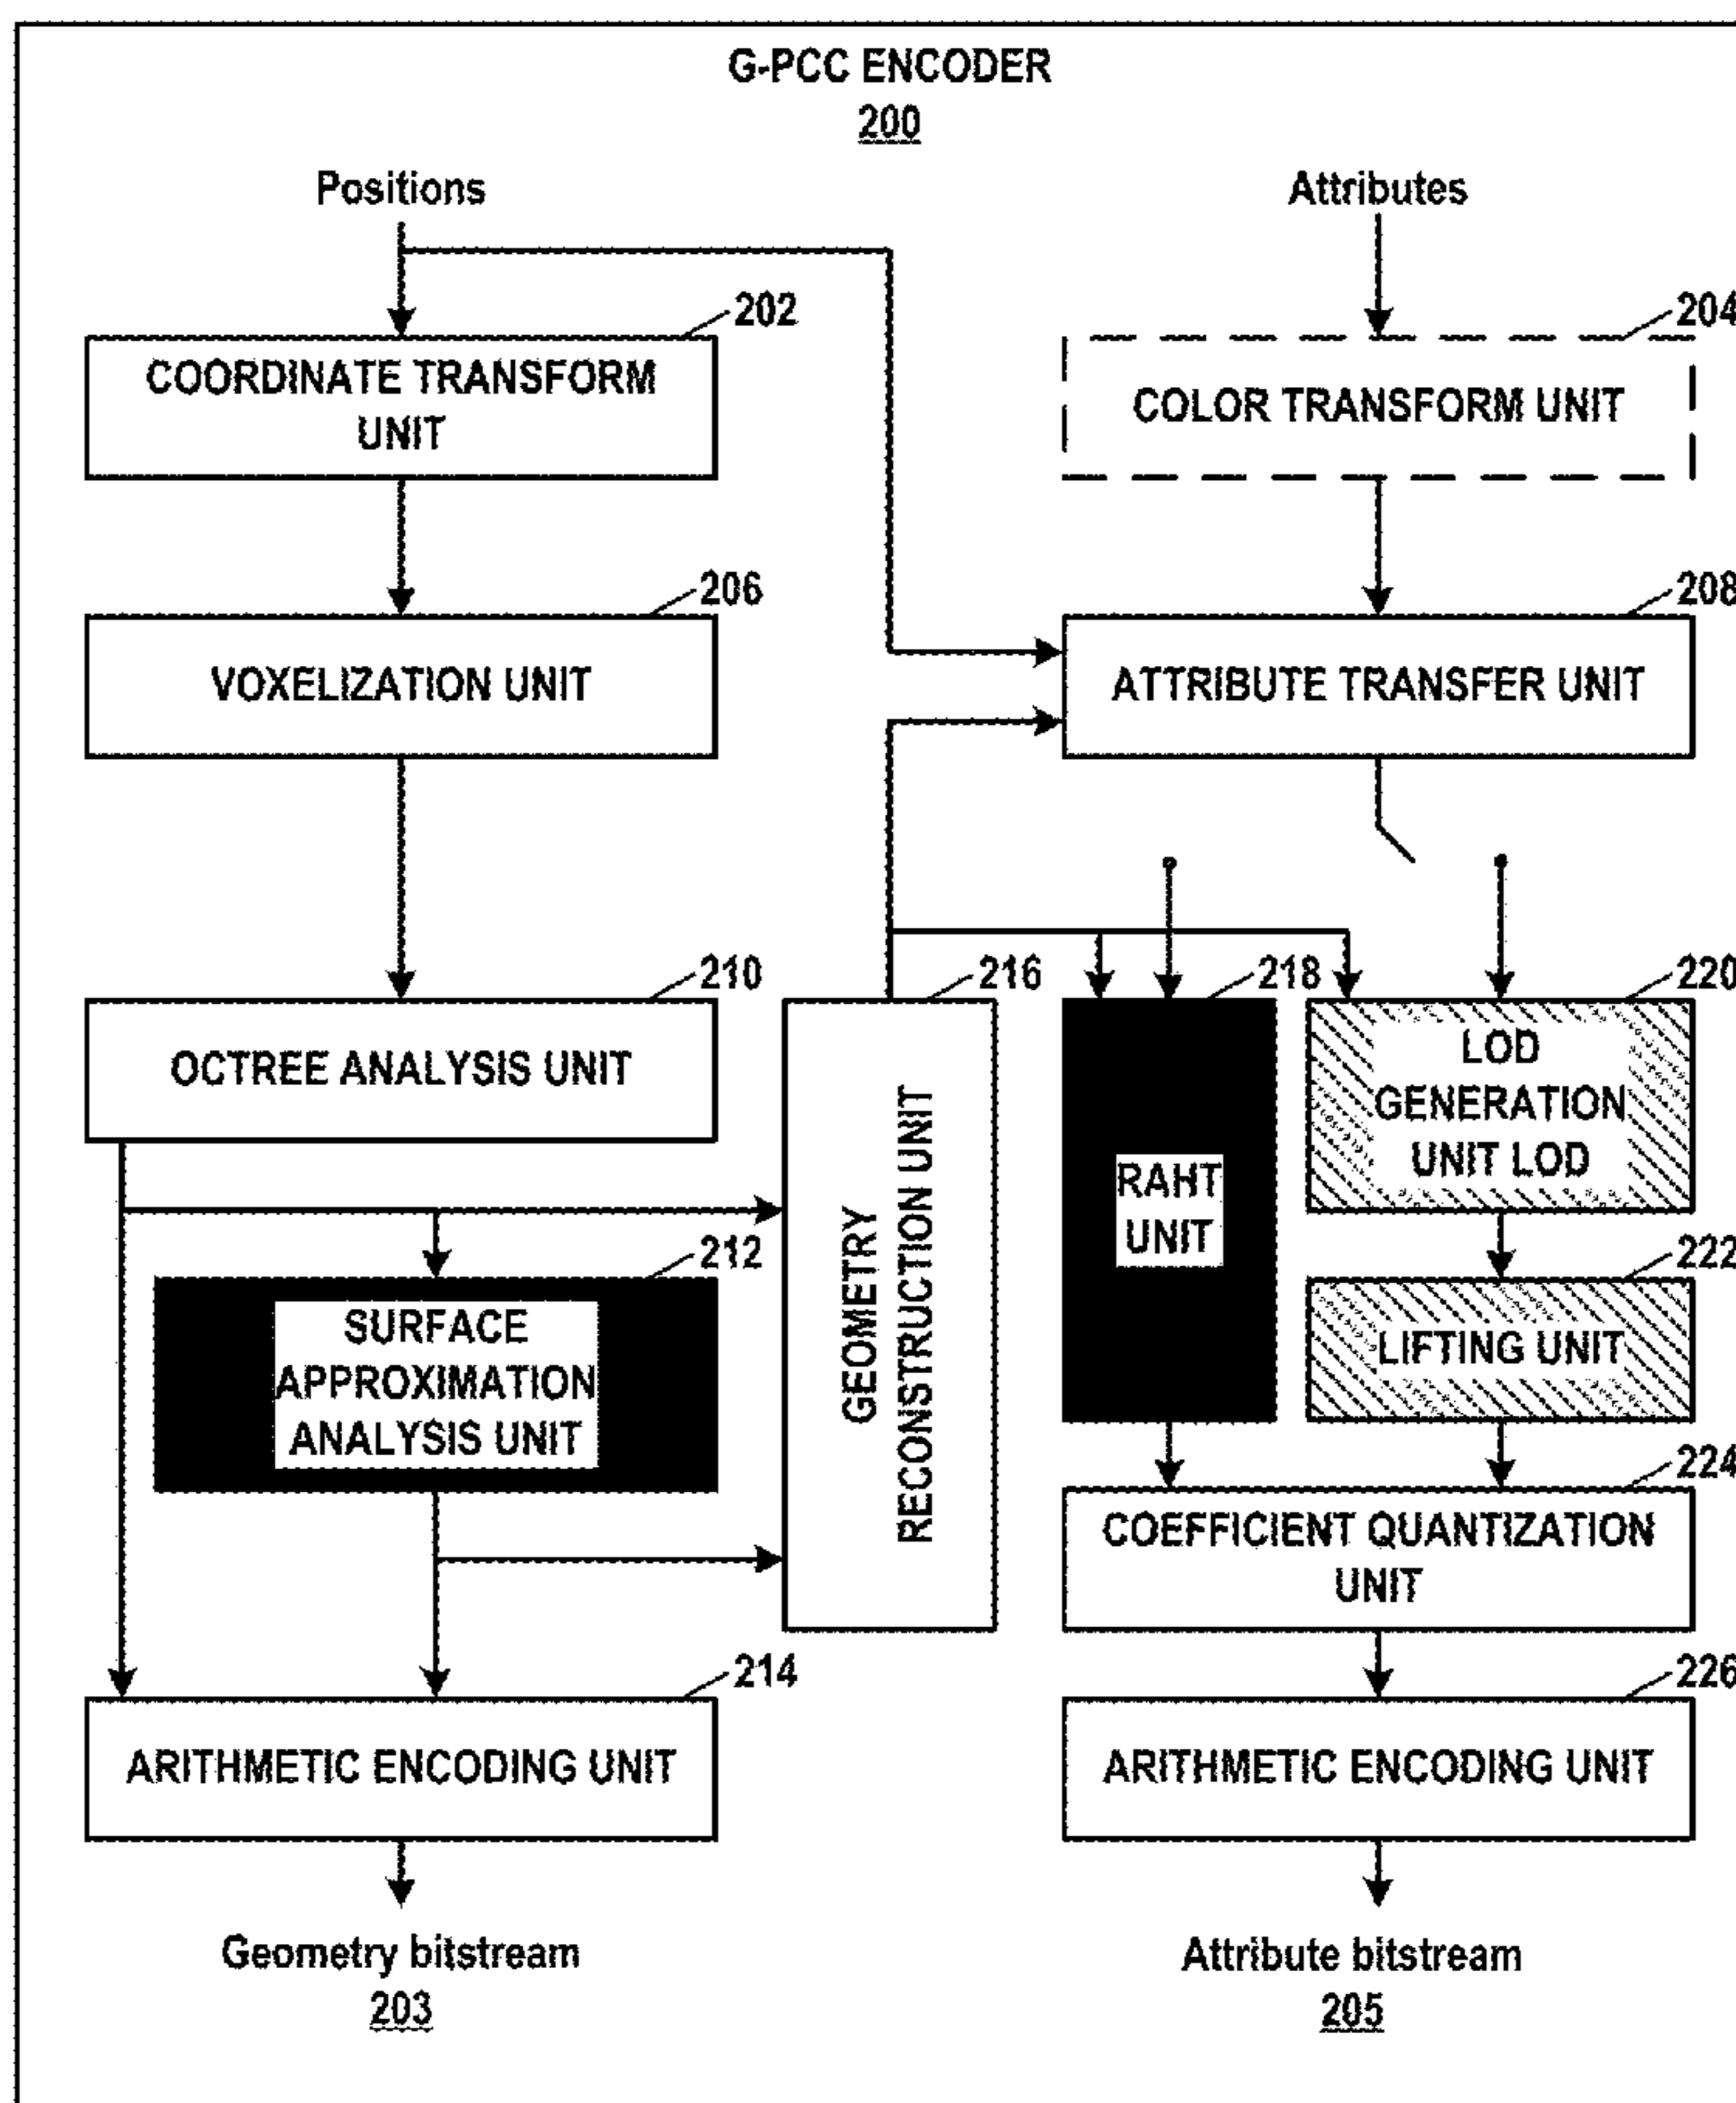 G-PCC ENCODER
200
Positions
Attributes
202
204
COORDINATE TRANSFORM
UNIT
COLOR TRANSFORM UNIT
206
208
VOXELIZATION UNIT
ATTRIBUTE TRANSFER UNIT
210
216
218
220
OCTREE ANALYSIS UNIT
GEOMETRY
RECONSTRUCTION UNIT
RAHT
UNIT
LOD
GENERATION
UNIT LOD
212
222
SURFACE
APPROXIMATION
ANALYSIS UNIT
LIFTING UNIT
224
COEFFICIENT QUANTIZATION
UNIT
214
226
ARITHMETIC ENCODING UNIT
ARITHMETIC ENCODING UNIT
Geometry bitstream
203
Attribute bitstream
205